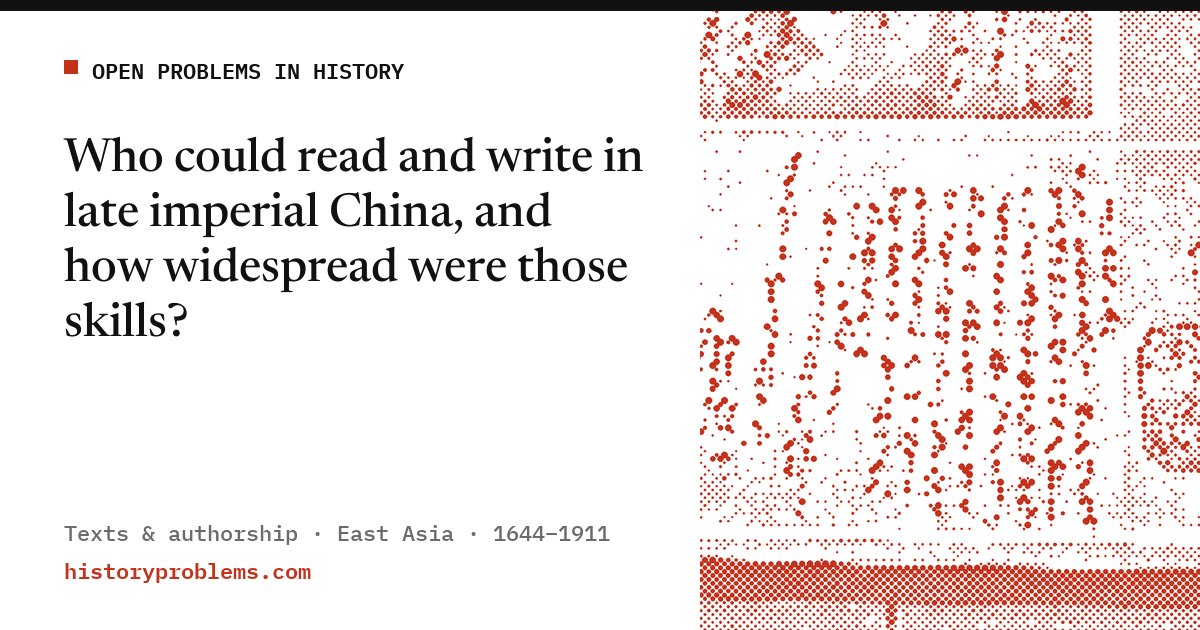 OPEN PROBLEMS IN HISTORY
Who could read and write in
late imperial China, and
how widespread were those
skills?
Texts & authorship · East Asia · 1644–1911
historyproblems.com